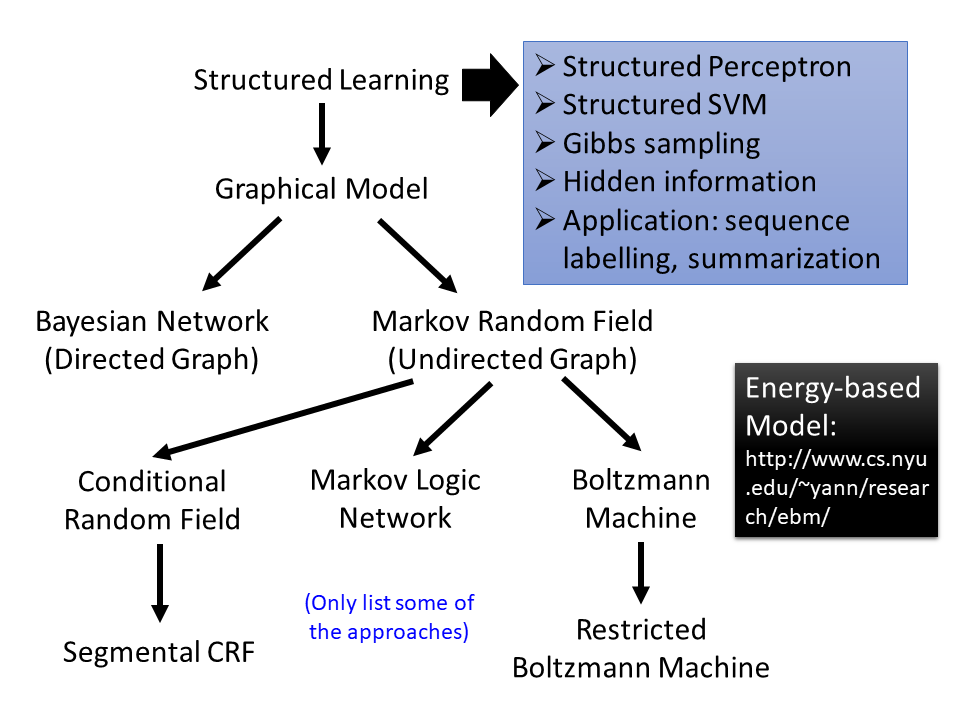 Structured Learning
➢ Structured Perceptron
➢ Structured SVM
➢ Gibbs sampling
➢ Hidden information
➢ Application: sequence
labelling, summarization
Graphical Model
Bayesian Network
(Directed Graph)
Markov Random Field
(Undirected Graph)
Energy-based
Model:
http://www.cs.nyu
.edu/~yann/resear
ch/ebm/
Conditional
Random Field
Markov Logic
Network
Boltzmann
Machine
(Only list some of
the approaches)
Segmental CRF
Restricted
Boltzmann Machine